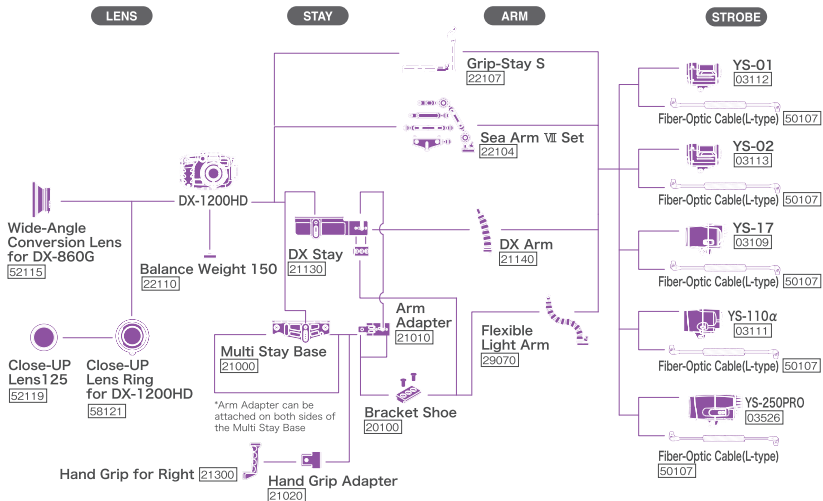 LENS
STAY
ARM
STROBE
Grip-Stay S
22107
Sea Arm Ⅶ Set
22104
DX-1200HD
Wide-Angle
Conversion Lens
for DX-860G
52115
Balance Weight 150
22110
DX Stay
21130
DX Arm
21140
Arm
Adapter
21010
Multi Stay Base
21000
Flexible
Light Arm
29070
Close-UP
Lens125
52119
Close-UP
Lens Ring
for DX-1200HD
58121
*Arm Adapter can be
attached on both sides of
the Multi Stay Base
Bracket Shoe
20100
Hand Grip for Right 21300
Hand Grip Adapter
21020
YS-01
03112
Fiber-Optic Cable(L-type) 50107
YS-02
03113
Fiber-Optic Cable(L-type) 50107
YS-17
03109
Fiber-Optic Cable(L-type) 50107
YS-110α
03111
Fiber-Optic Cable(L-type) 50107
YS-250PRO
03526
Fiber-Optic Cable(L-type)
50107